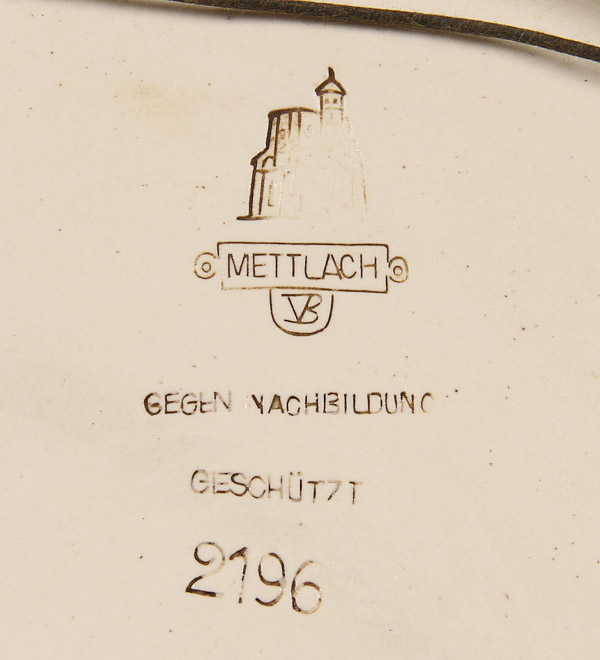 METTLACH
VB
GEGEN NACHBILDUNG
GESCHÜTZT
2196